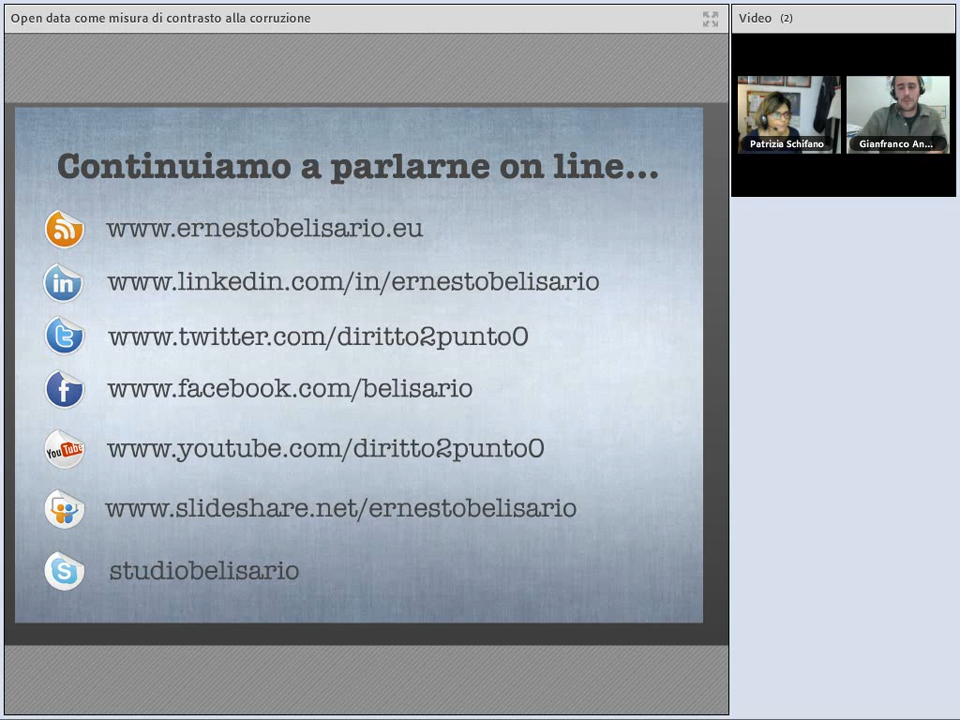 Open data come misura di contrasto alla corruzione
Video (2)
Patrizia Schifano
Gianfranco An...
Continuiamo a parlarne on line...
www.ernestobelisario.eu
in www.linkedin.com/in/ernestobelisario
t www.twitter.com/diritto2punto0
f www.facebook.com/belisario
YouTube www.youtube.com/diritto2punto0
www.slideshare.net/ernestobelisario
S studiobelisario